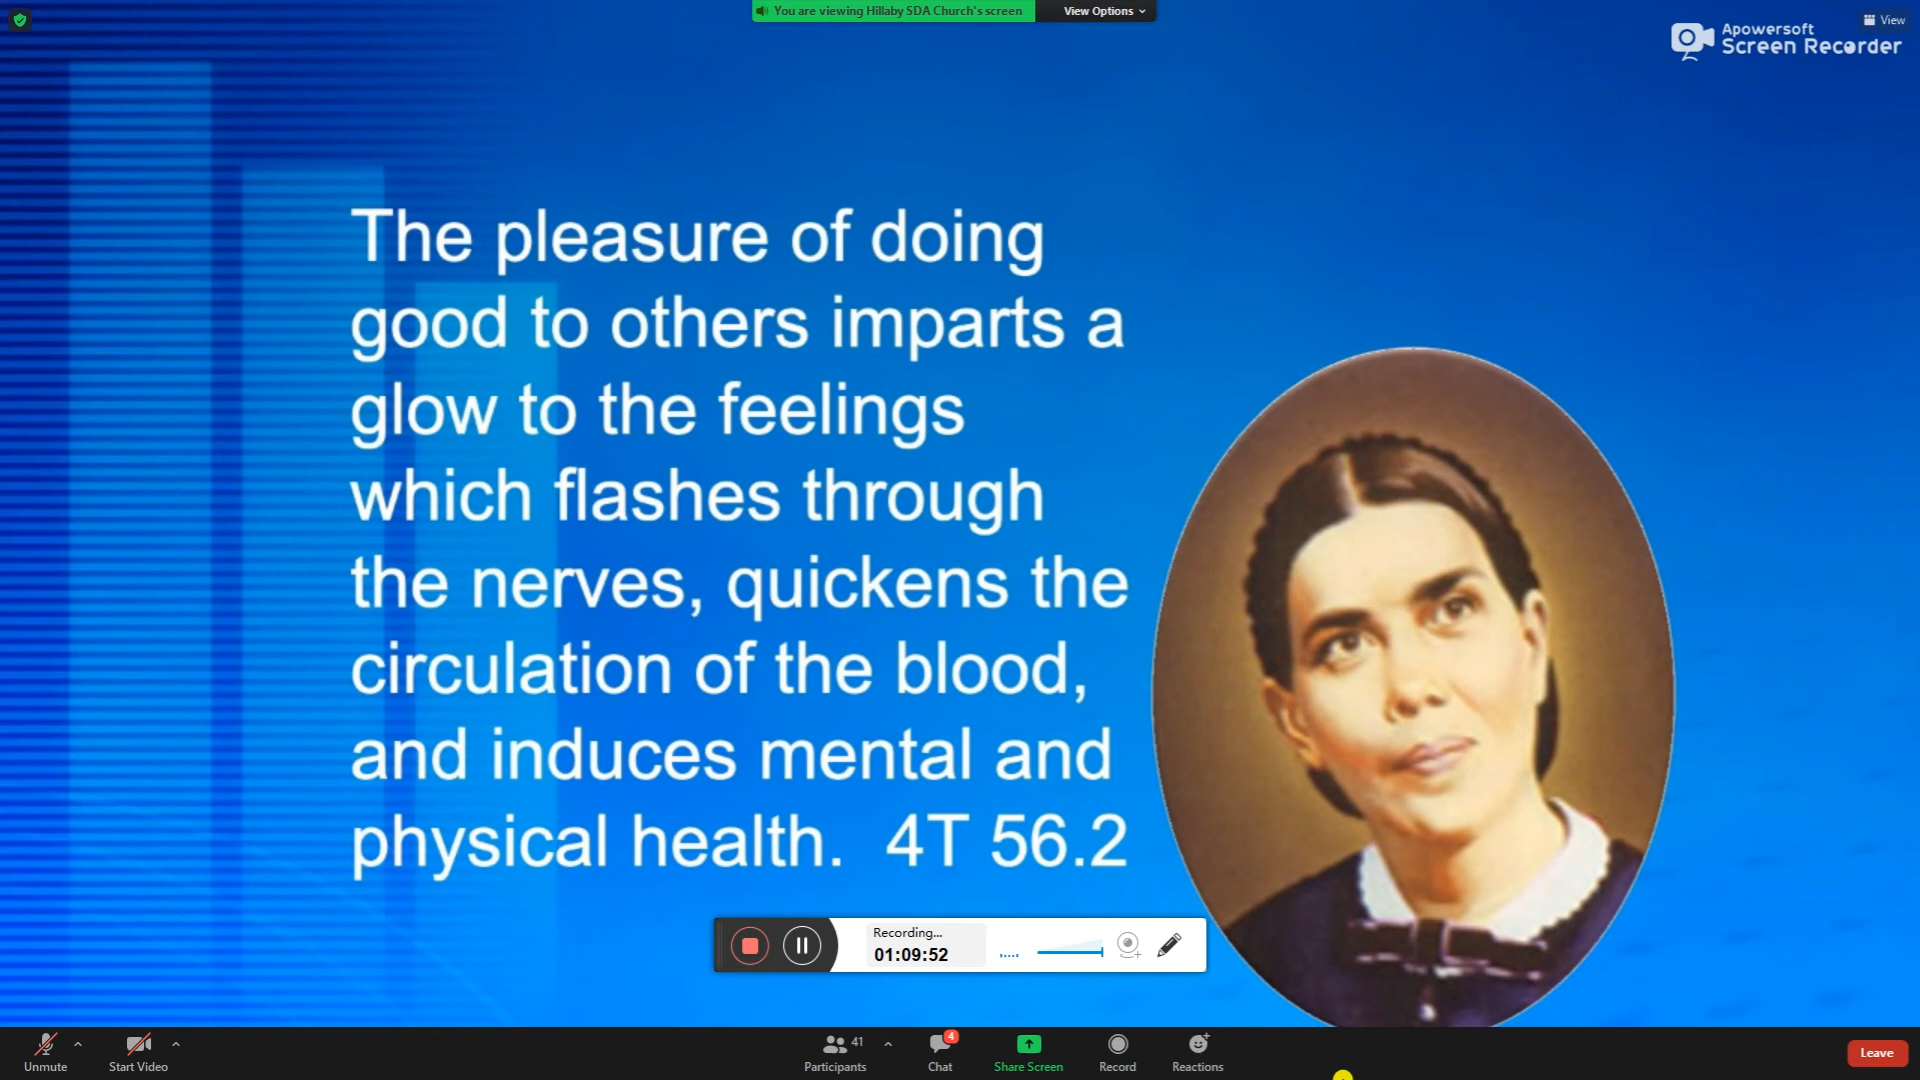 You are viewing Hillaby SDA Church's screen
View Options
View
Apowersoft
Screen Recorder
The pleasure of doing
good to others imparts a
glow to the feelings
which flashes through
the nerves, quickens the
circulation of the blood,
and induces mental and
physical health. 4T 56.2
Recording...
01:09:52
Unmute
Start Video
41
Participants
4
Chat
Share Screen
Record
Reactions
Leave